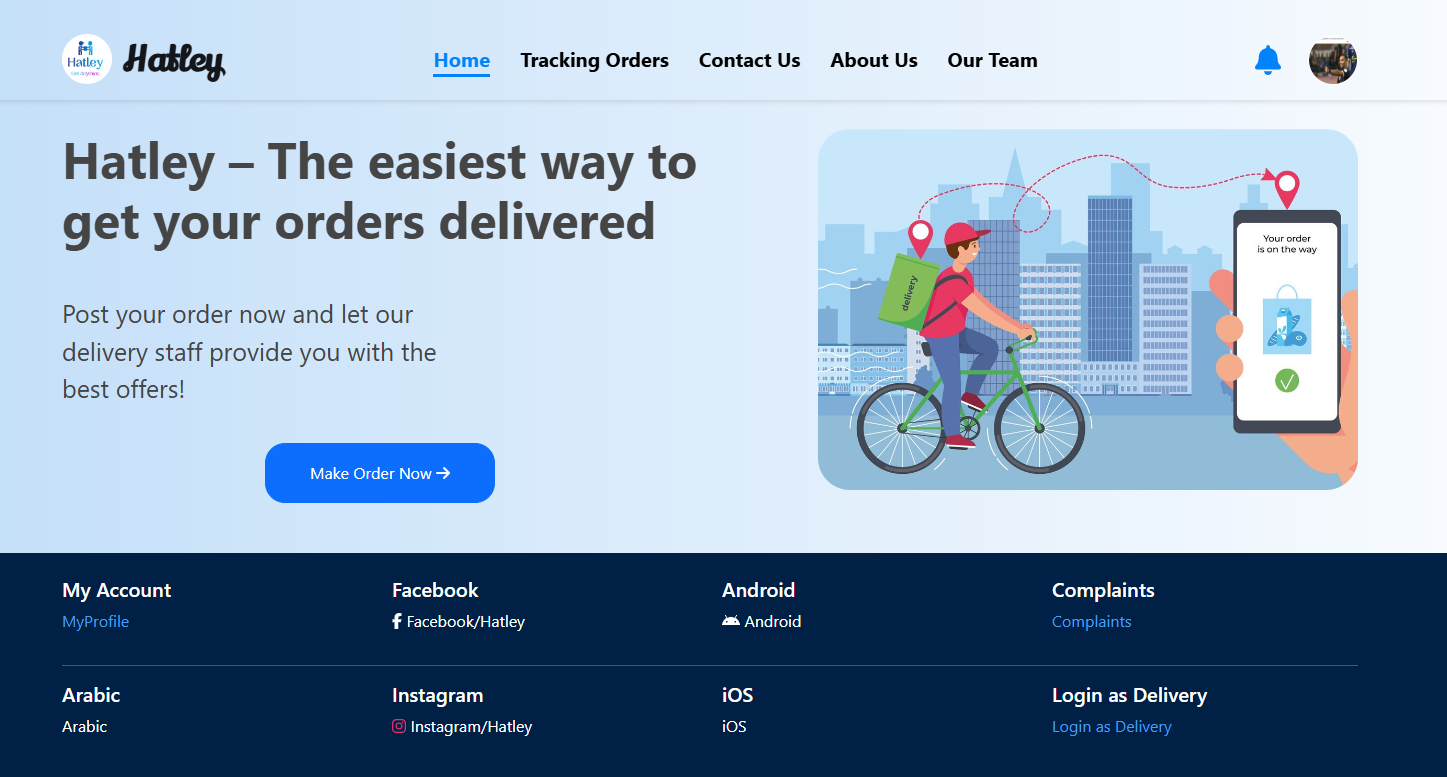 Hatley
Hatley
Home
Tracking Orders
Contact Us
About Us
Our Team
Hatley – The easiest way to
get your orders delivered
Post your order now and let our
delivery staff provide you with the
best offers!
Make Order Now
delivery
Your order
is on the way
My Account
MyProfile
Facebook
Facebook/Hatley
Android
Android
Complaints
Complaints
Arabic
Arabic
Instagram
Instagram/Hatley
iOS
iOS
Login as Delivery
Login as Delivery